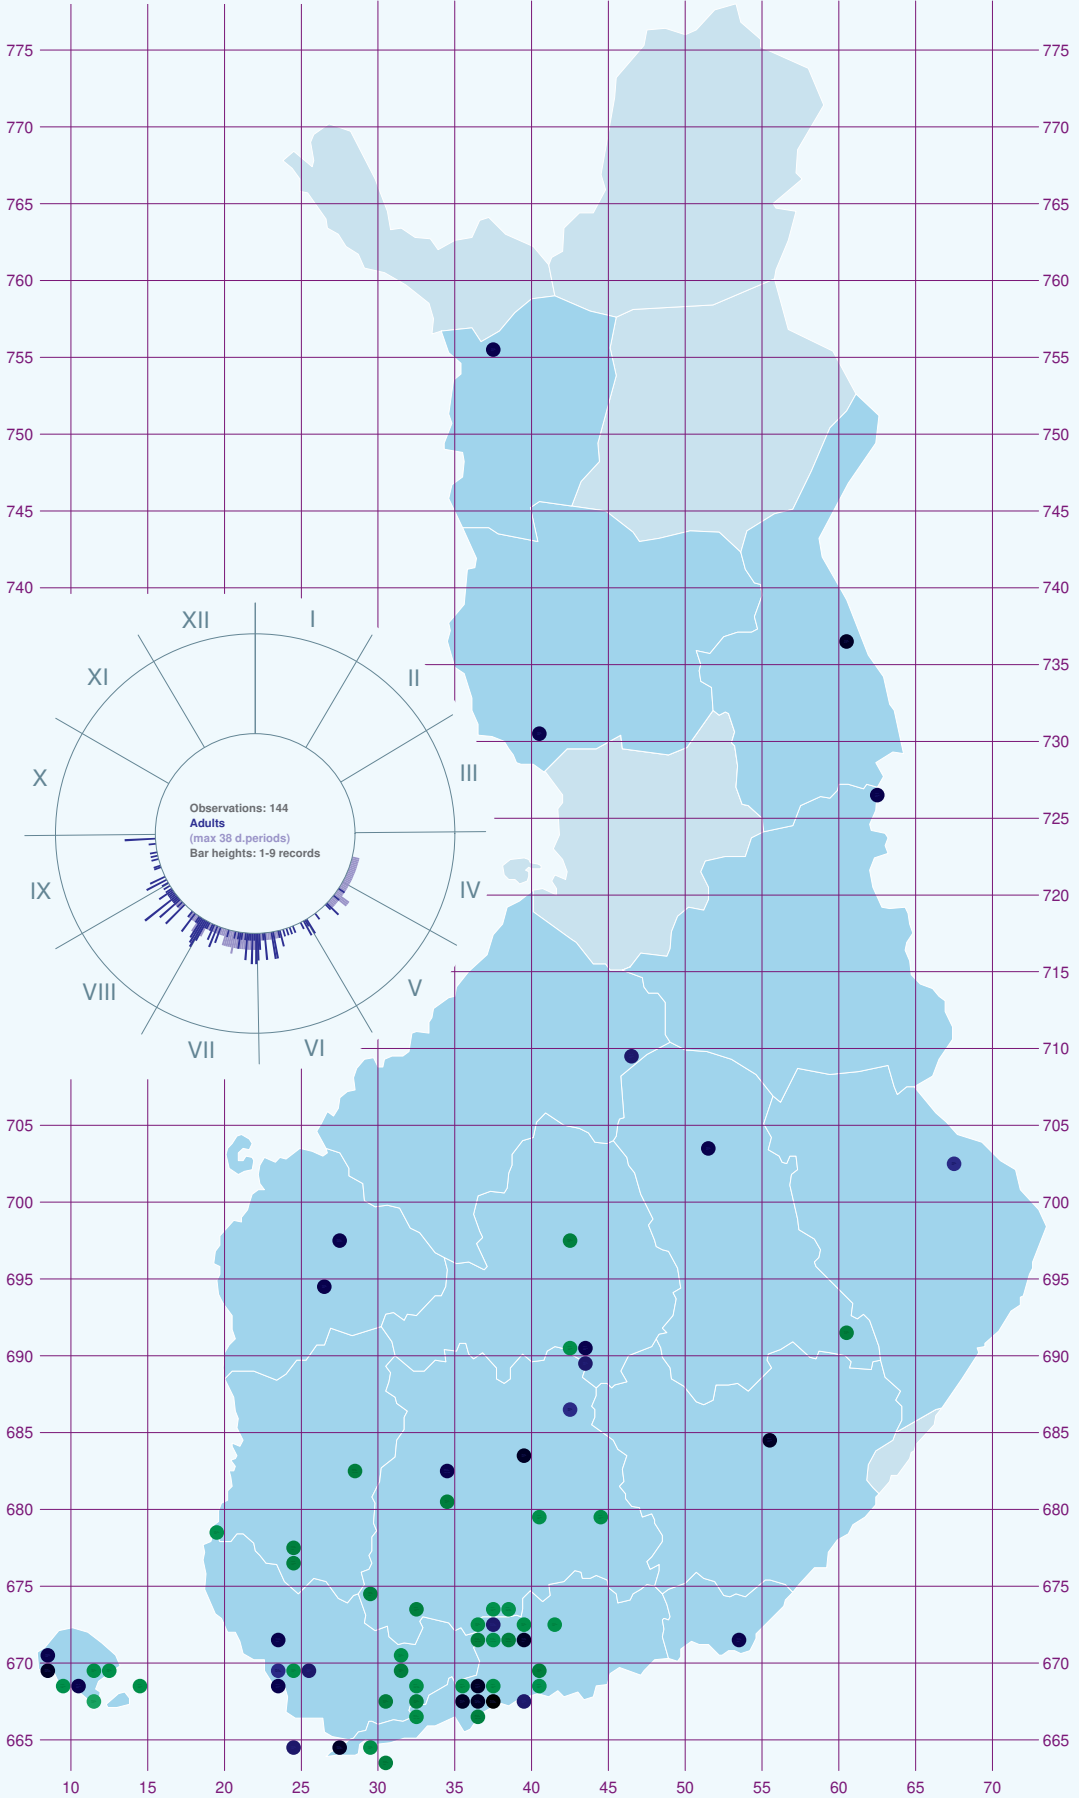 775 775
770 770
765 765
760 760
755 755
750 750
745 745
740 740
XII I
XI II
735 735
730 730
X III
Observations: 144
Adults
(max 38 d.periods)
Bar heights: 1-9 records
725 725
IX IV
720 720
VIII V
715 715
VII VI
710 710
705 705
700 700
695 695
690 690
685 685
680 680
675 675
670 670
665 665
10 15 20 25 30 35 40 45 50 55 60 65 70